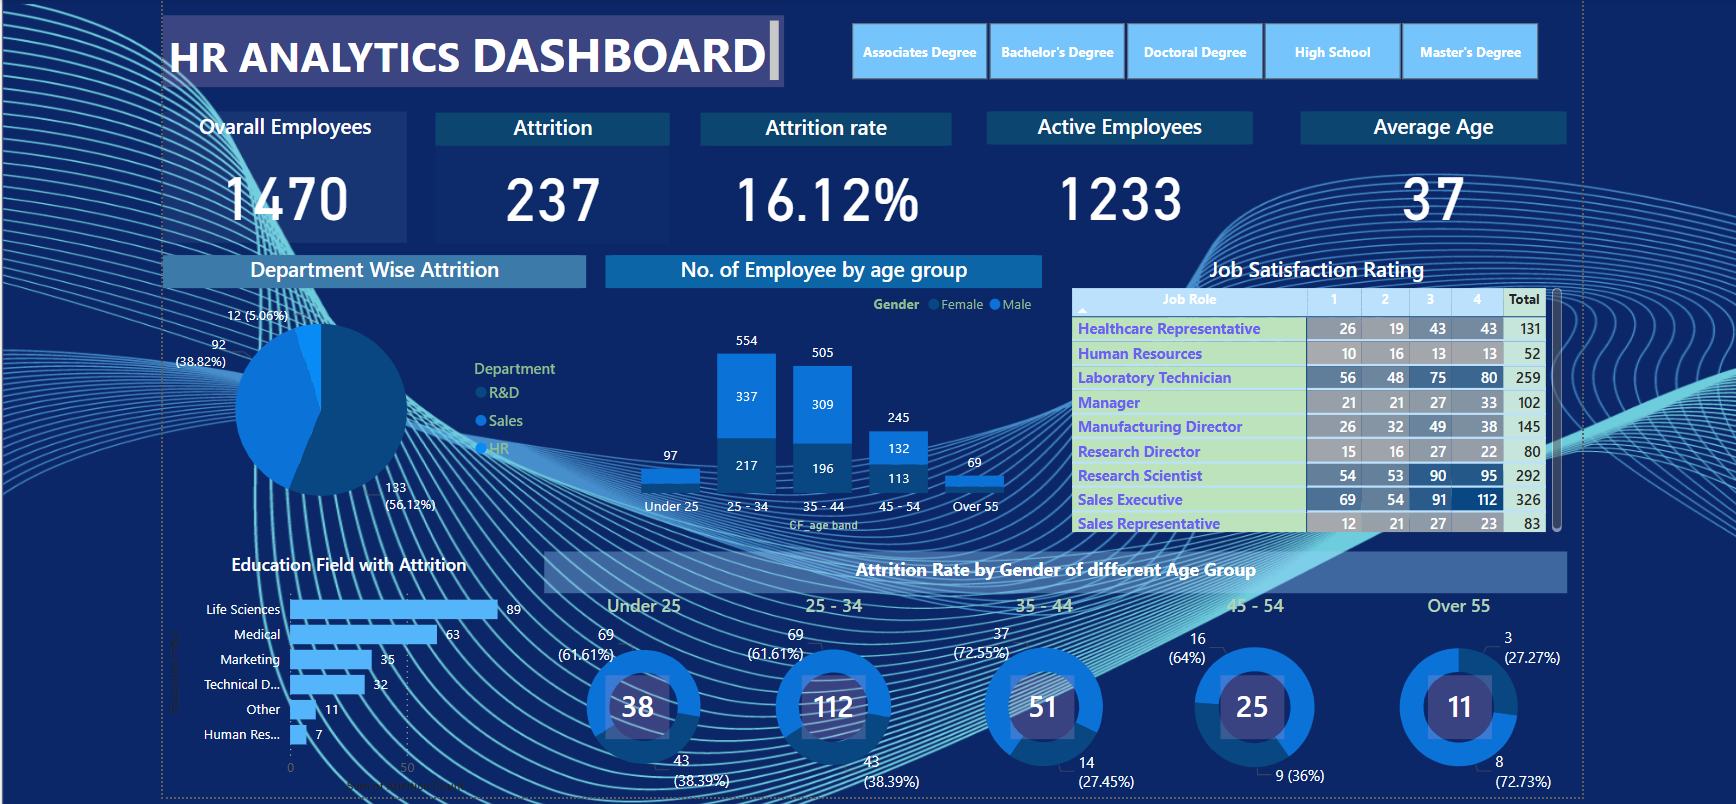 HR ANALYTICS DASHBOARD
Associates Degree
Bachelor's Degree
Doctoral Degree
High School
Master's Degree
Ovarall Employees
1470
Attrition
237
Attrition rate
16.12%
Active Employees
1233
Average Age
37
Department Wise Attrition
12 (5.06%)
92
(38.82%)
133
(56.12%)
Department
R&D
Sales
HR
No. of Employee by age group
Gender Female Male
97
554
337
217
505
309
196
245
132
113
69
Under 25
25 - 34
35 - 44
45 - 54
Over 55
CF_age band
Job Satisfaction Rating
Job Role 1 2 3 4 Total
Healthcare Representative 26 19 43 43 131
Human Resources 10 16 13 13 52
Laboratory Technician 56 48 75 80 259
Manager 21 21 27 33 102
Manufacturing Director 26 32 49 38 145
Research Director 15 16 27 22 80
Research Scientist 54 53 90 95 292
Sales Executive 69 54 91 112 326
Sales Representative 12 21 27 23 83
Education Field with Attrition
Life Sciences 89
Medical 63
Marketing 35
Technical D... 32
Other 11
Human Res... 7
0 50
Attrition Rate by Gender of different Age Group
Under 25
69
(61.61%)
38
43
(38.39%)
25 - 34
69
(61.61%)
112
43
(38.39%)
35 - 44
37
(72.55%)
51
14
(27.45%)
45 - 54
16
(64%)
25
9 (36%)
Over 55
3
(27.27%)
11
8
(72.73%)